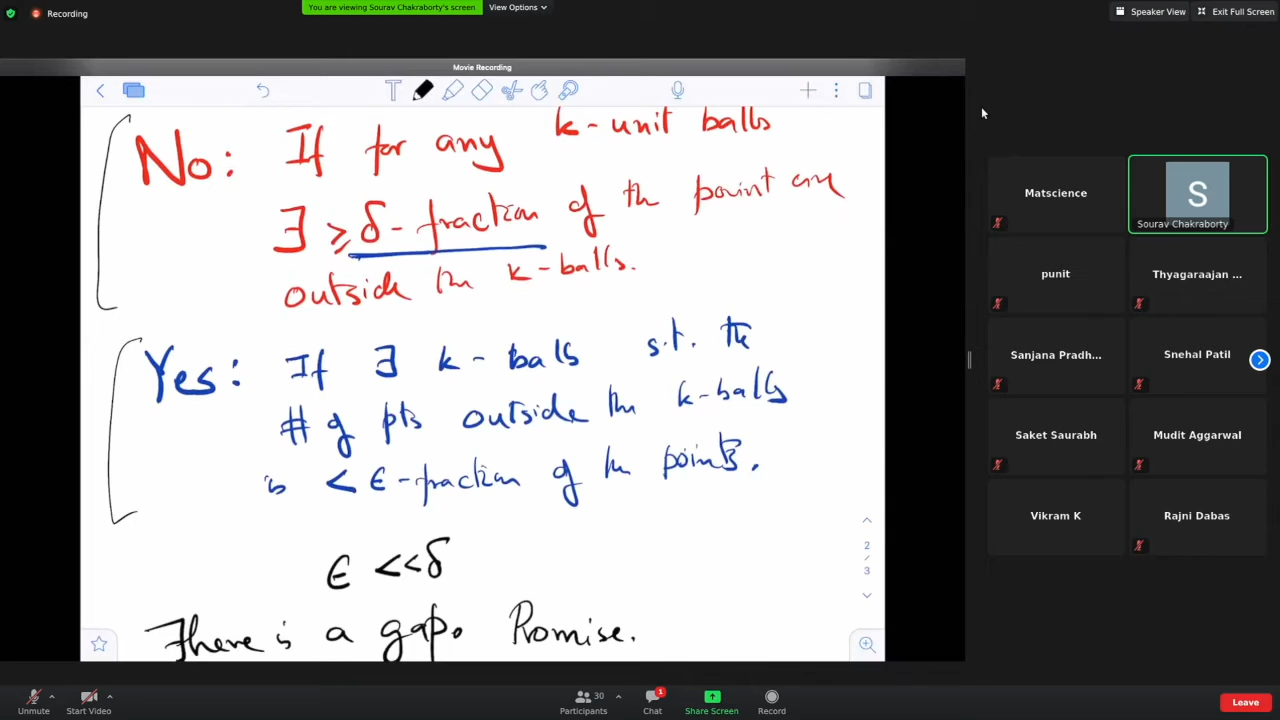 Recording
You are viewing Sourav Chakraborty's screen
View Options
Speaker View
Exit Full Screen
Movie Recording
No: If for any k-unit balls
∃ ≥ δ-fraction of the point are
outside the k-balls.
Yes: If ∃ k-balls s.t. the
# of pts outside the k-balls
is < ε-fraction of the points.
ε << δ
There is a gap. Promise.
2
/
3
Matscience
S
Sourav Chakraborty
punit
Thyagaraajan ...
Sanjana Pradh...
Snehal Patil
Saket Saurabh
Mudit Aggarwal
Vikram K
Rajni Dabas
Unmute
Start Video
30
Participants
1
Chat
Share Screen
Record
Leave